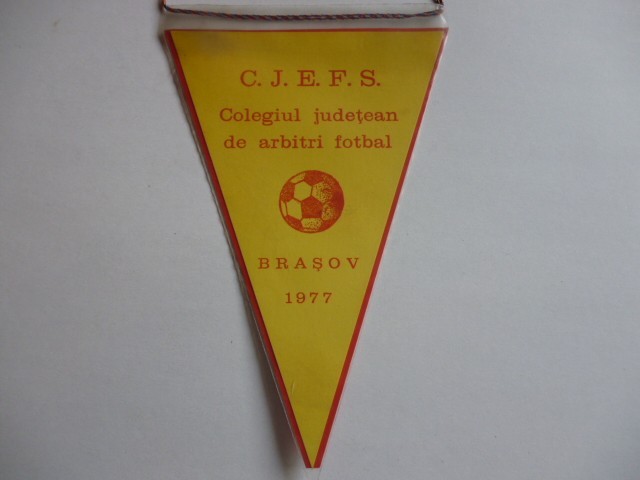 C. J. E. F. S.
Colegiul județean
de arbitri fotbal
BRAȘOV
1977